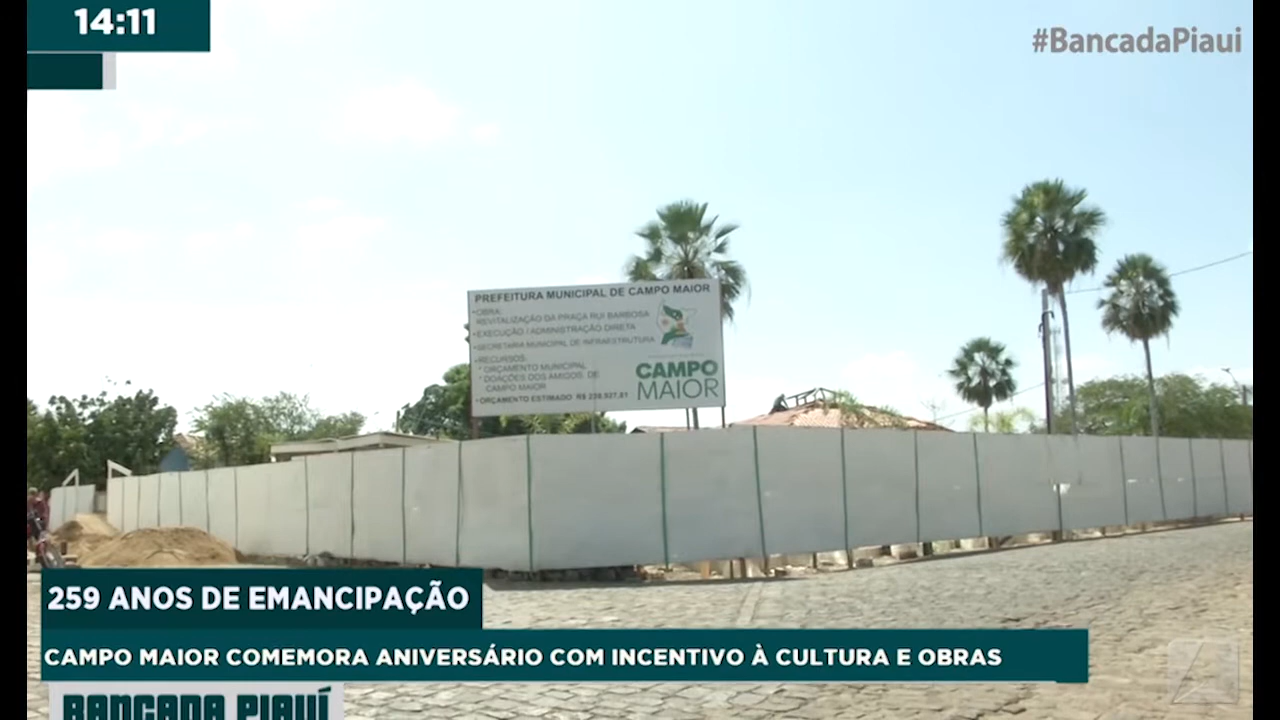 14:11
#BancadaPiaui
PREFEITURA MUNICIPAL DE CAMPO MAIOR
•OBRA:
REVITALIZAÇÃO DA PRAÇA RUI BARBOSA
•EXECUÇÃO / ADMINISTRAÇÃO DIRETA
•SECRETARIA MUNICIPAL DE INFRAESTRUTURA
•RECURSOS:
* ORÇAMENTO MUNICIPAL
* DOAÇÕES DOS AMIGOS DE
CAMPO MAIOR
•ORÇAMENTO ESTIMADO R$
CAMPO
MAIOR
259 ANOS DE EMANCIPAÇÃO
CAMPO MAIOR COMEMORA ANIVERSÁRIO COM INCENTIVO À CULTURA E OBRAS
BANCADA PIAUÍ